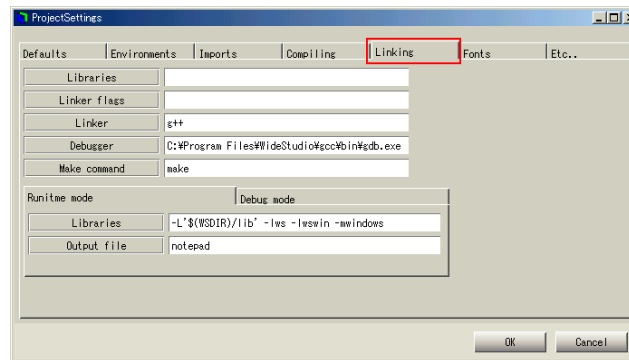 ProjectSettings
Defaults Environments Imports Compiling Linking Fonts Etc..
Libraries
Linker flags
Linker g++
Debugger C:¥Program Files¥WideStudio¥gcc¥bin¥gdb.exe
Make command make
Runitme mode Debug mode
Libraries -L'$(WSDIR)/lib' -lws -lwswin -mwindows
Output file notepad
OK Cancel